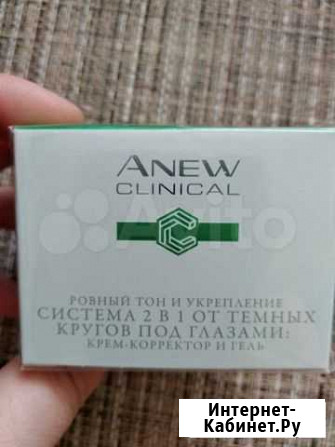 ANEW
CLINICAL
Avito
РОВНЫЙ ТОН И УКРЕПЛЕНИЕ
СИСТЕМА 2 В 1 ОТ ТЕМНЫХ
КРУГОВ ПОД ГЛАЗАМИ:
КРЕМ-КОРРЕКТОР И ГЕЛЬ
Интернет-
Кабинет.Ру